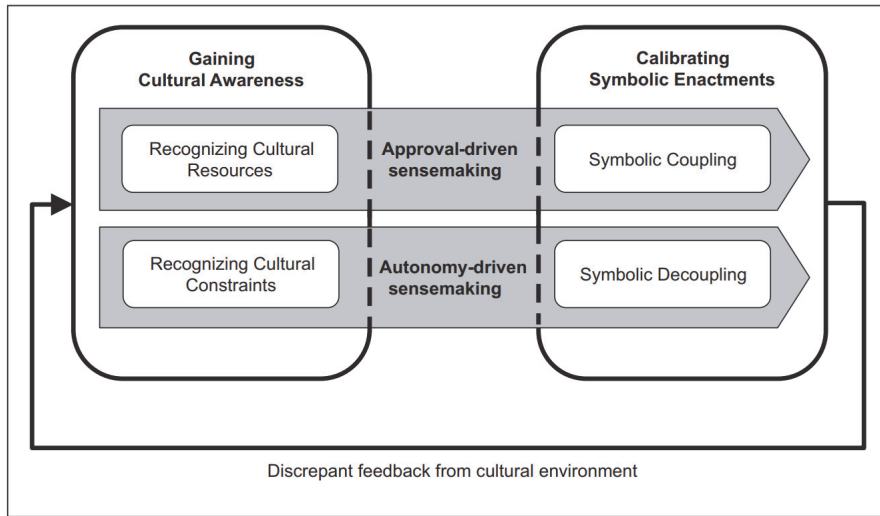 Gaining
Cultural Awareness
Calibrating
Symbolic Enactments
Recognizing Cultural
Resources
Approval-driven
sensemaking
Symbolic Coupling
Recognizing Cultural
Constraints
Autonomy-driven
sensemaking
Symbolic Decoupling
Discrepant feedback from cultural environment